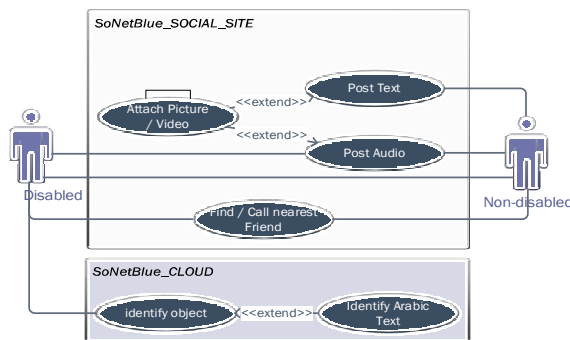 SoNetBlue_SOCIAL_SITE
Post Text
<<extend>>
Attach Picture
/ Video
<<extend>>
Post Audio
Disabled
Non-disabled
Find / Call nearest
Friend
SoNetBlue_CLOUD
identify object
<<extend>>
Identify Arabic
Text